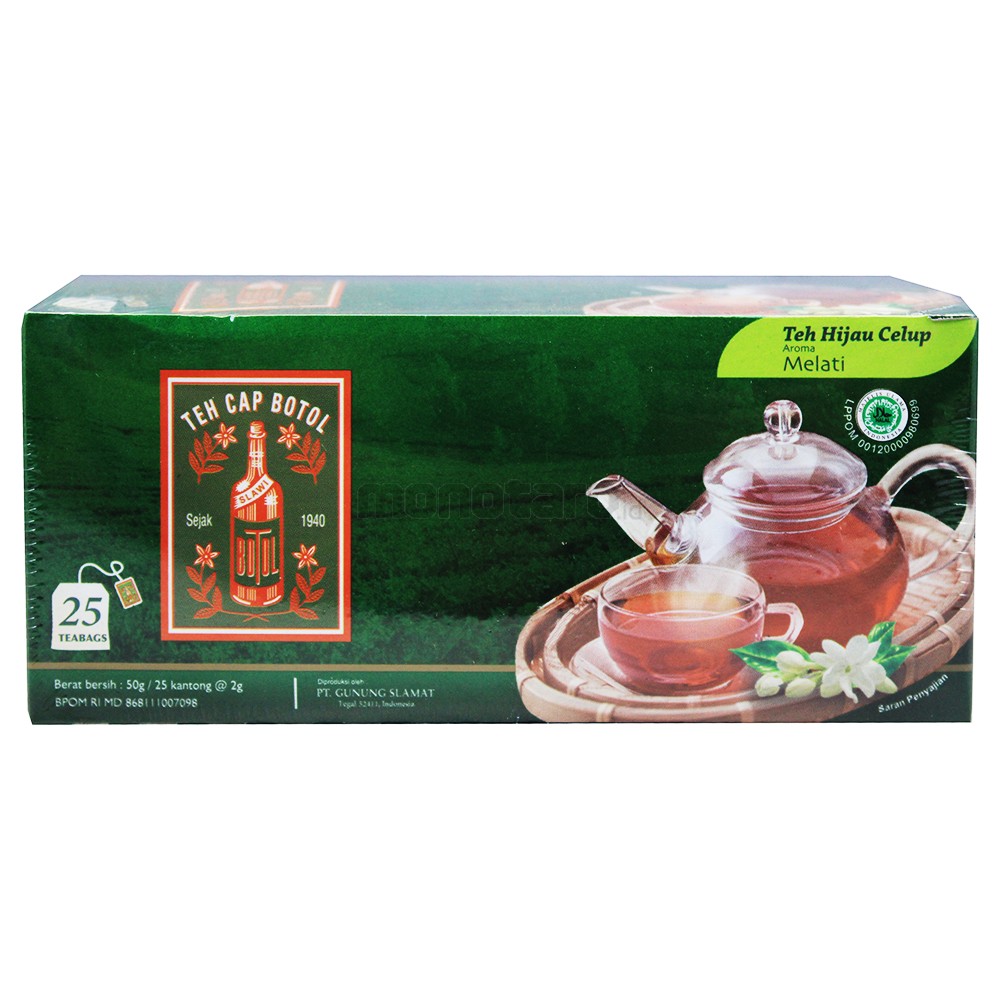 Teh Hijau Celup
Aroma
Melati
TEH CAP BOTOL
SLAWI
Sejak 1940
BOTOL
LPPOM 00120000980699
25
TEABAGS
Berat bersih : 50g / 25 kantong @ 2g
BPOM RI MD 868111007098
Diproduksi oleh
PT. GUNUNG SLAMAT
Tegal 52411, Indonesia
Saran Penyajian